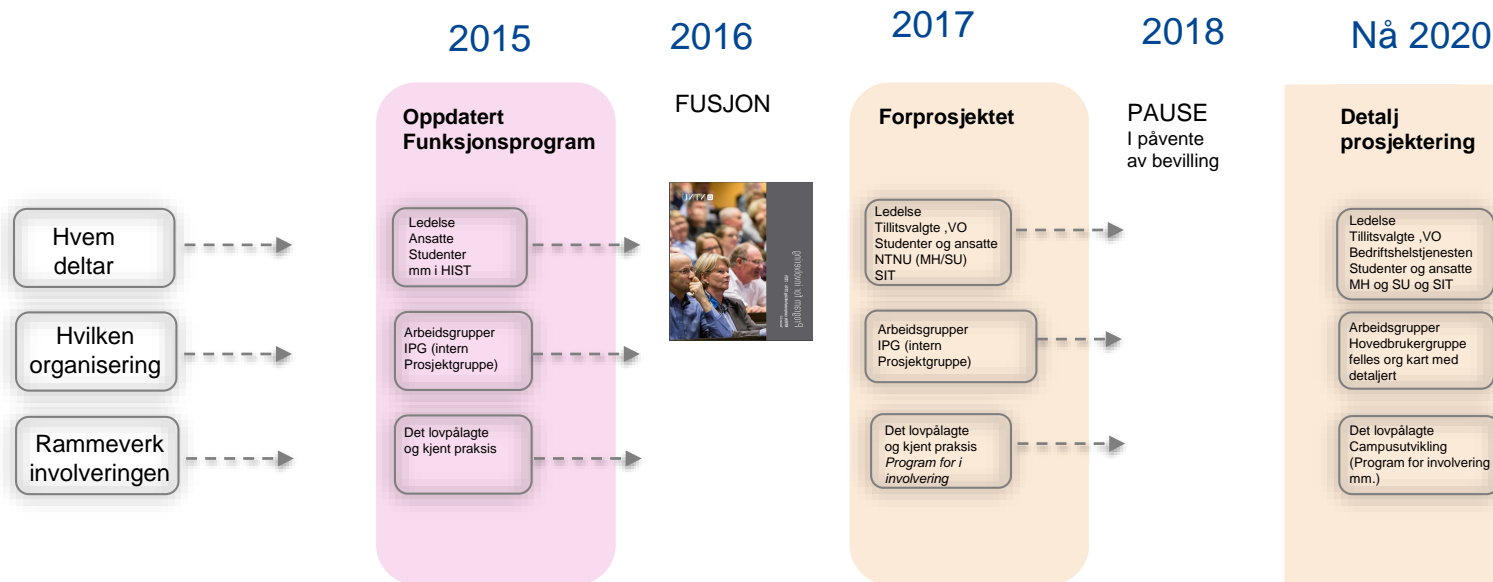 2015
2016
2017
2018
Nå 2020
Oppdatert
Funksjonsprogram
FUSJON
Forprosjektet
PAUSE
I påvente
av bevilling
Detalj
prosjektering
Hvem
deltar
Ledelse
Ansatte
Studenter
mm i HIST
NTNU
Program for involvering
Ledelse
Tillitsvalgte ,VO
Studenter og ansatte
NTNU (MH/SU)
SIT
Ledelse
Tillitsvalgte ,VO
Bedriftshelstjenesten
Studenter og ansatte
MH og SU og SIT
Hvilken
organisering
Arbeidsgrupper
IPG (intern
Prosjektgruppe)
Arbeidsgrupper
IPG (intern
Prosjektgruppe)
Arbeidsgrupper
Hovedbrukergruppe
felles org kart med
detaljert
Rammeverk
involveringen
Det lovpålagte
og kjent praksis
Det lovpålagte
og kjent praksis
Program for i
involvering
Det lovpålagte
Campusutvikling
(Program for involvering
mm.)